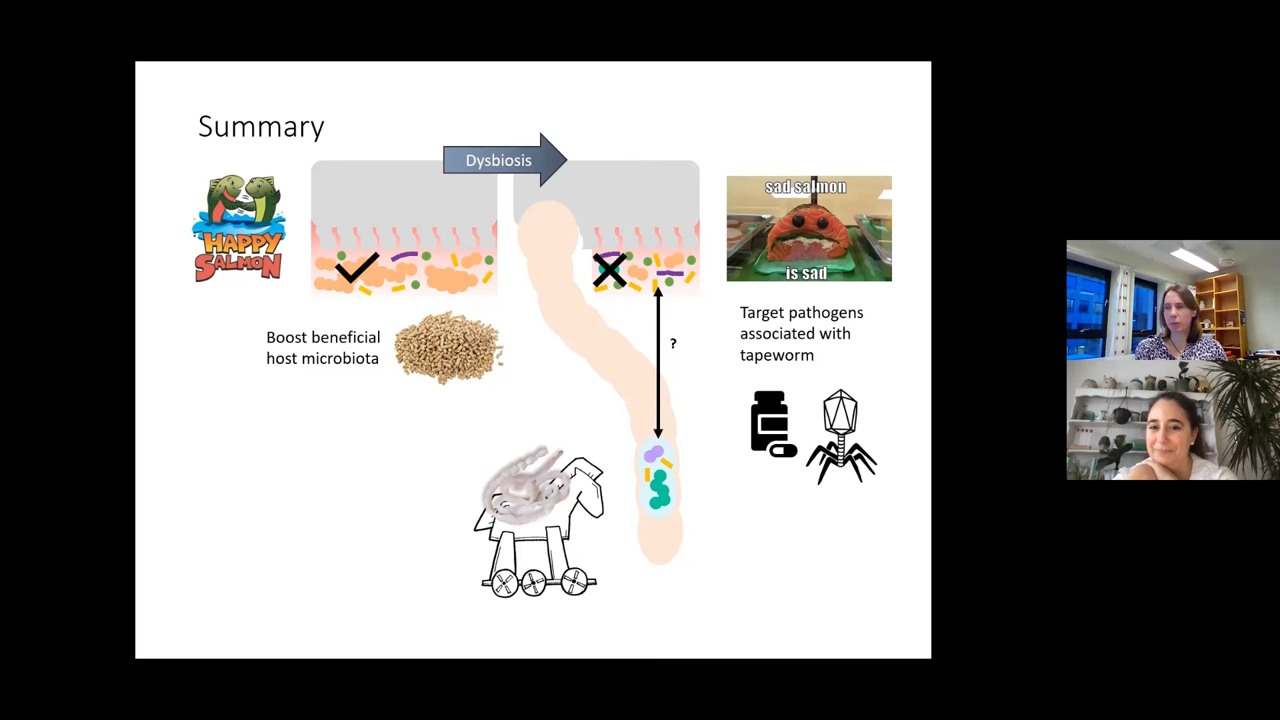 Summary
Dysbiosis
HAPPY
SALMON
sad salmon
is sad
Boost beneficial
host microbiota
?
Target pathogens
associated with
tapeworm